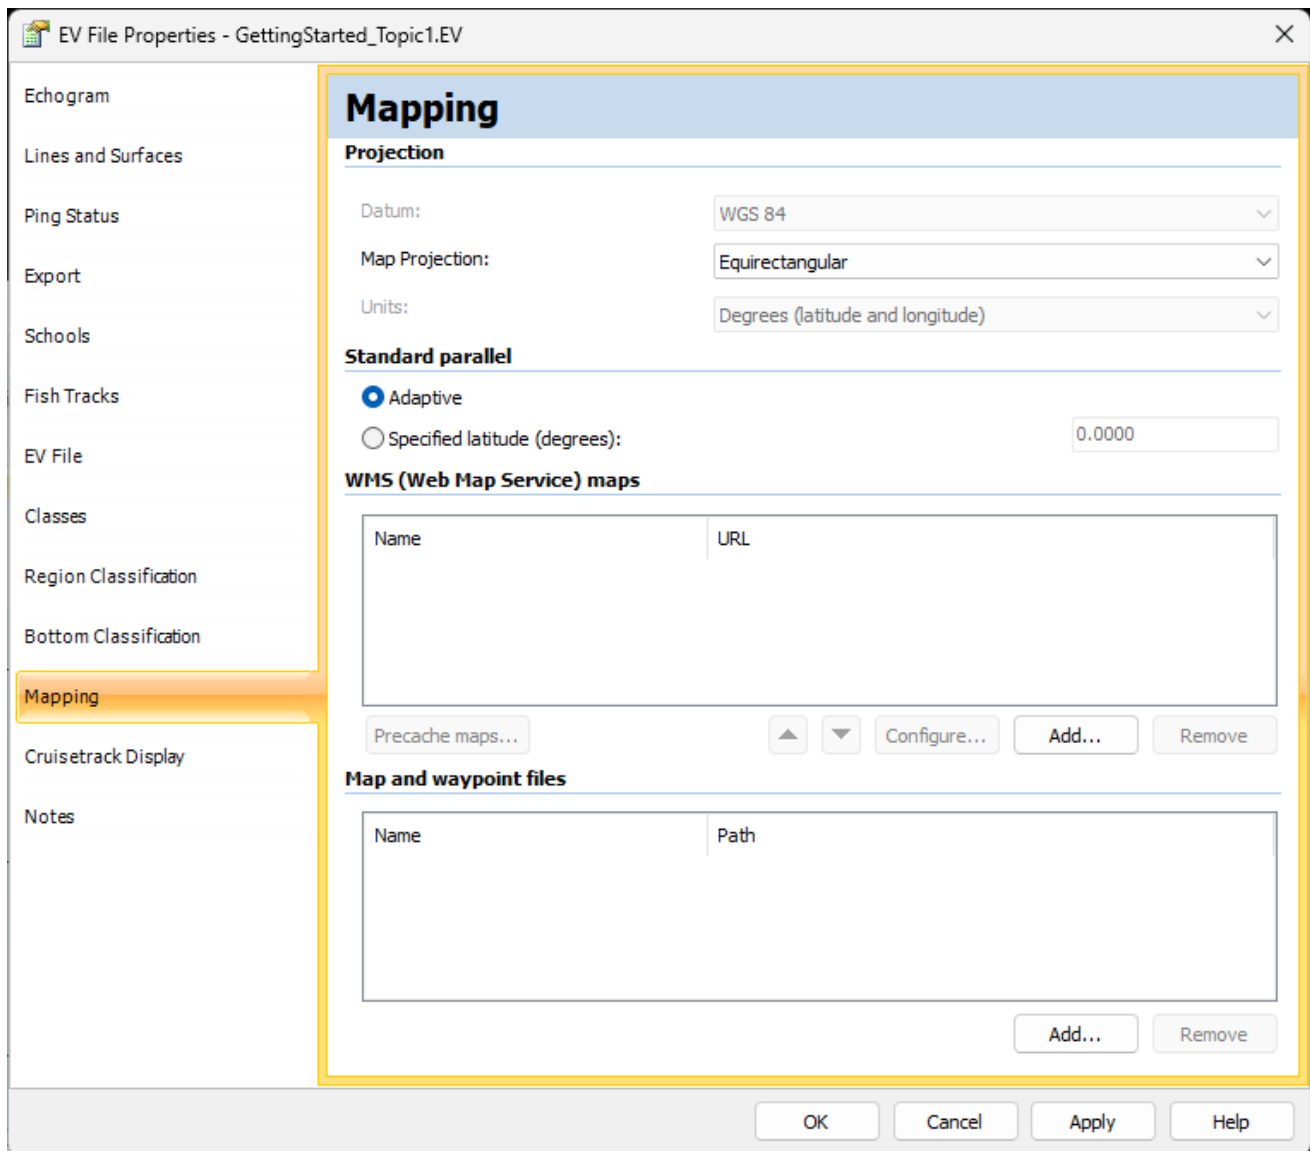 EV File Properties - GettingStarted_Topic1.EV
Echogram
Lines and Surfaces
Ping Status
Export
Schools
Fish Tracks
EV File
Classes
Region Classification
Bottom Classification
Mapping
Cruisetrack Display
Notes
Mapping
Projection
Datum: WGS 84
Map Projection: Equirectangular
Units: Degrees (latitude and longitude)
Standard parallel
Adaptive
Specified latitude (degrees): 0.0000
WMS (Web Map Service) maps
Name URL
Precache maps... Configure... Add... Remove
Map and waypoint files
Name Path
Add... Remove
OK Cancel Apply Help